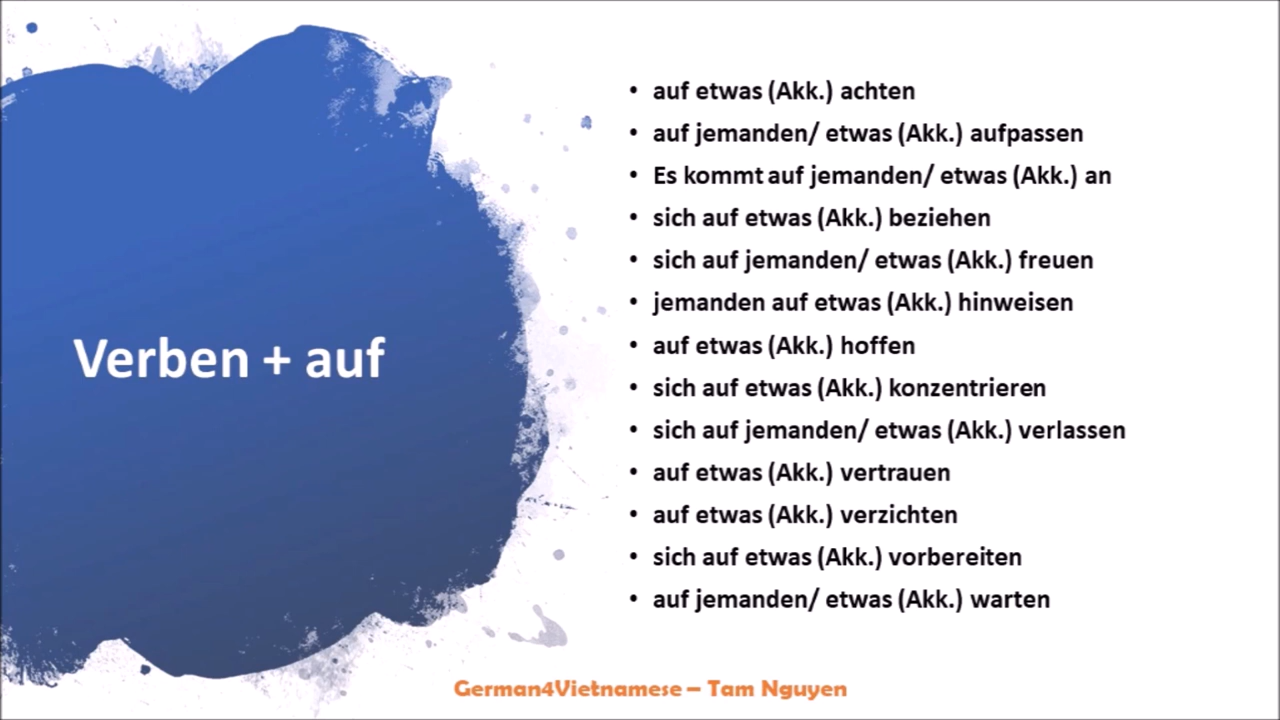 Verben + auf
• auf etwas (Akk.) achten
• auf jemanden/ etwas (Akk.) aufpassen
• Es kommt auf jemanden/ etwas (Akk.) an
• sich auf etwas (Akk.) beziehen
• sich auf jemanden/ etwas (Akk.) freuen
• jemanden auf etwas (Akk.) hinweisen
• auf etwas (Akk.) hoffen
• sich auf etwas (Akk.) konzentrieren
• sich auf jemanden/ etwas (Akk.) verlassen
• auf etwas (Akk.) vertrauen
• auf etwas (Akk.) verzichten
• sich auf etwas (Akk.) vorbereiten
• auf jemanden/ etwas (Akk.) warten
German4Vietnamese – Tam Nguyen